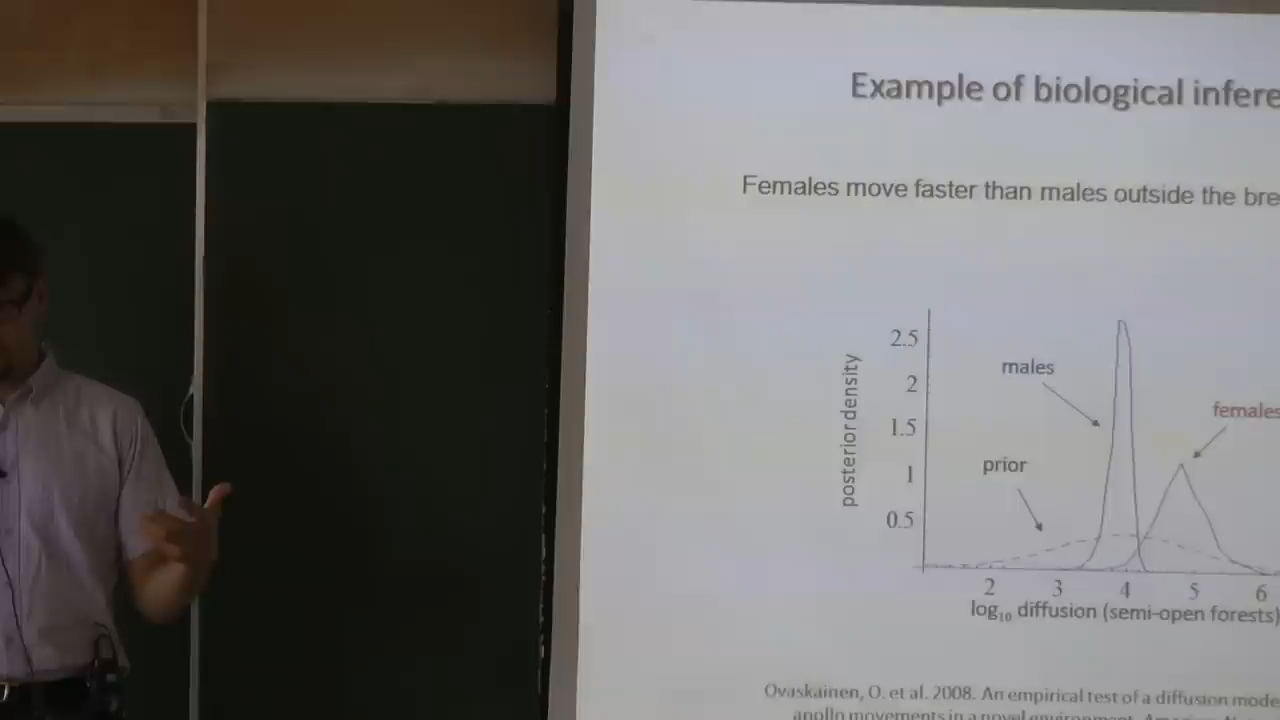 Example of biological infere
Females move faster than males outside the bre
posterior density
2.5
2
1.5
1
0.5
males
females
prior
2 3 4 5 6
log₁₀ diffusion (semi-open forests)
Ovaskainen, O. et al. 2008. An empirical test of a diffusion mode
apollo movements in a novel environment.